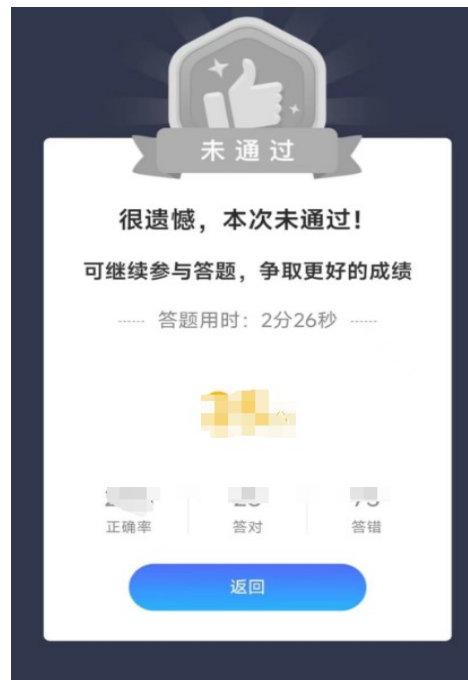 未通过
很遗憾，本次未通过!
可继续参与答题，争取更好的成绩
答题用时：2分26秒
正确率
答对
答错
返回